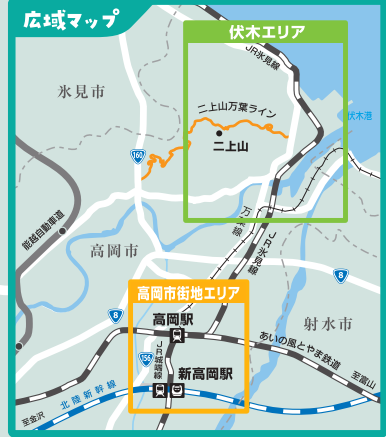 広域マップ
伏木エリア
JR氷見線
氷見市
二上山万葉ライン
伏木港
二上山
160
能越自動車道
万葉線
JR氷見線
高岡市
8
高岡市街地エリア
8
射水市
高岡駅
あいの風とやま鉄道
156
JR城端線
新高岡駅
至富山
北陸新幹線
至金沢
至富山